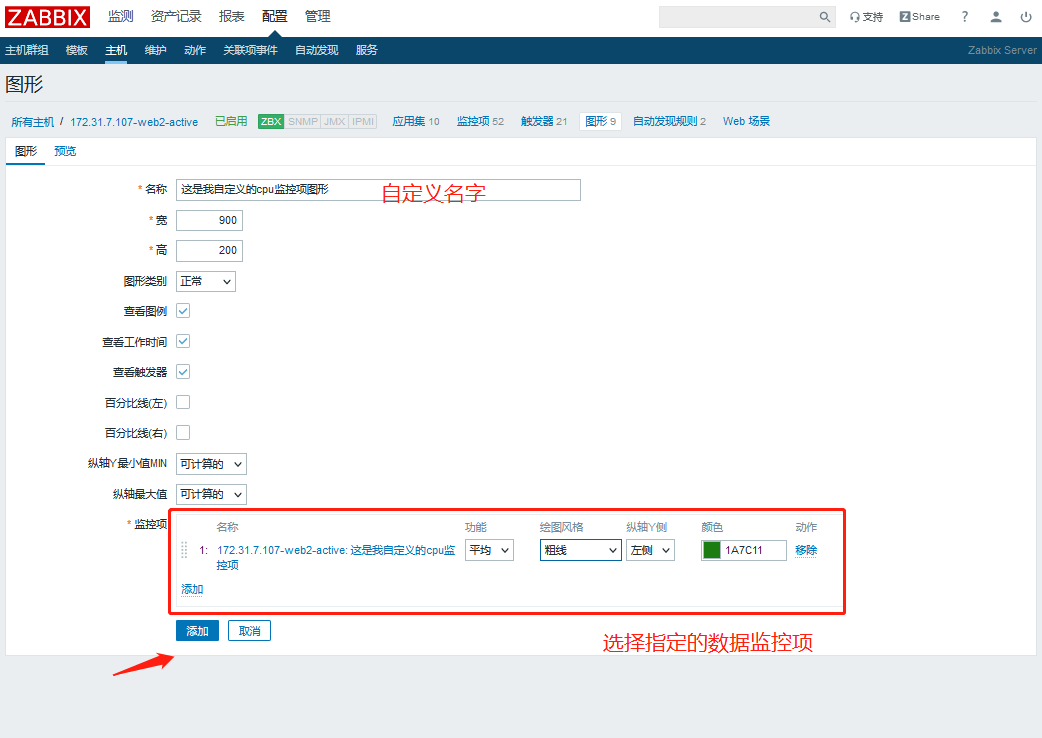 ZABBIX 监测 资产记录 报表 配置 管理 支持 Z Share ?
主机群组 模板 主机 维护 动作 关联项事件 自动发现 服务 Zabbix Server
图形
所有主机 / 172.31.7.107-web2-active 已启用 ZBX SNMP JMX IPMI 应用集 10 监控项 52 触发器 21 图形 9 自动发现规则 2 Web 场景
图形 预览
* 名称 这是我自定义的cpu监控项图形 自定义名字
* 宽 900
* 高 200
图形类别 正常
查看图例
查看工作时间
查看触发器
百分比线(左)
百分比线(右)
纵轴Y最小值MIN 可计算的
纵轴最大值 可计算的
* 监控项 名称 功能 绘图风格 纵轴Y侧 颜色 动作
1: 172.31.7.107-web2-active: 这是我自定义的cpu监 平均 粗线 左侧 1A7C11 移除
控项
添加
添加 取消
选择指定的数据监控项